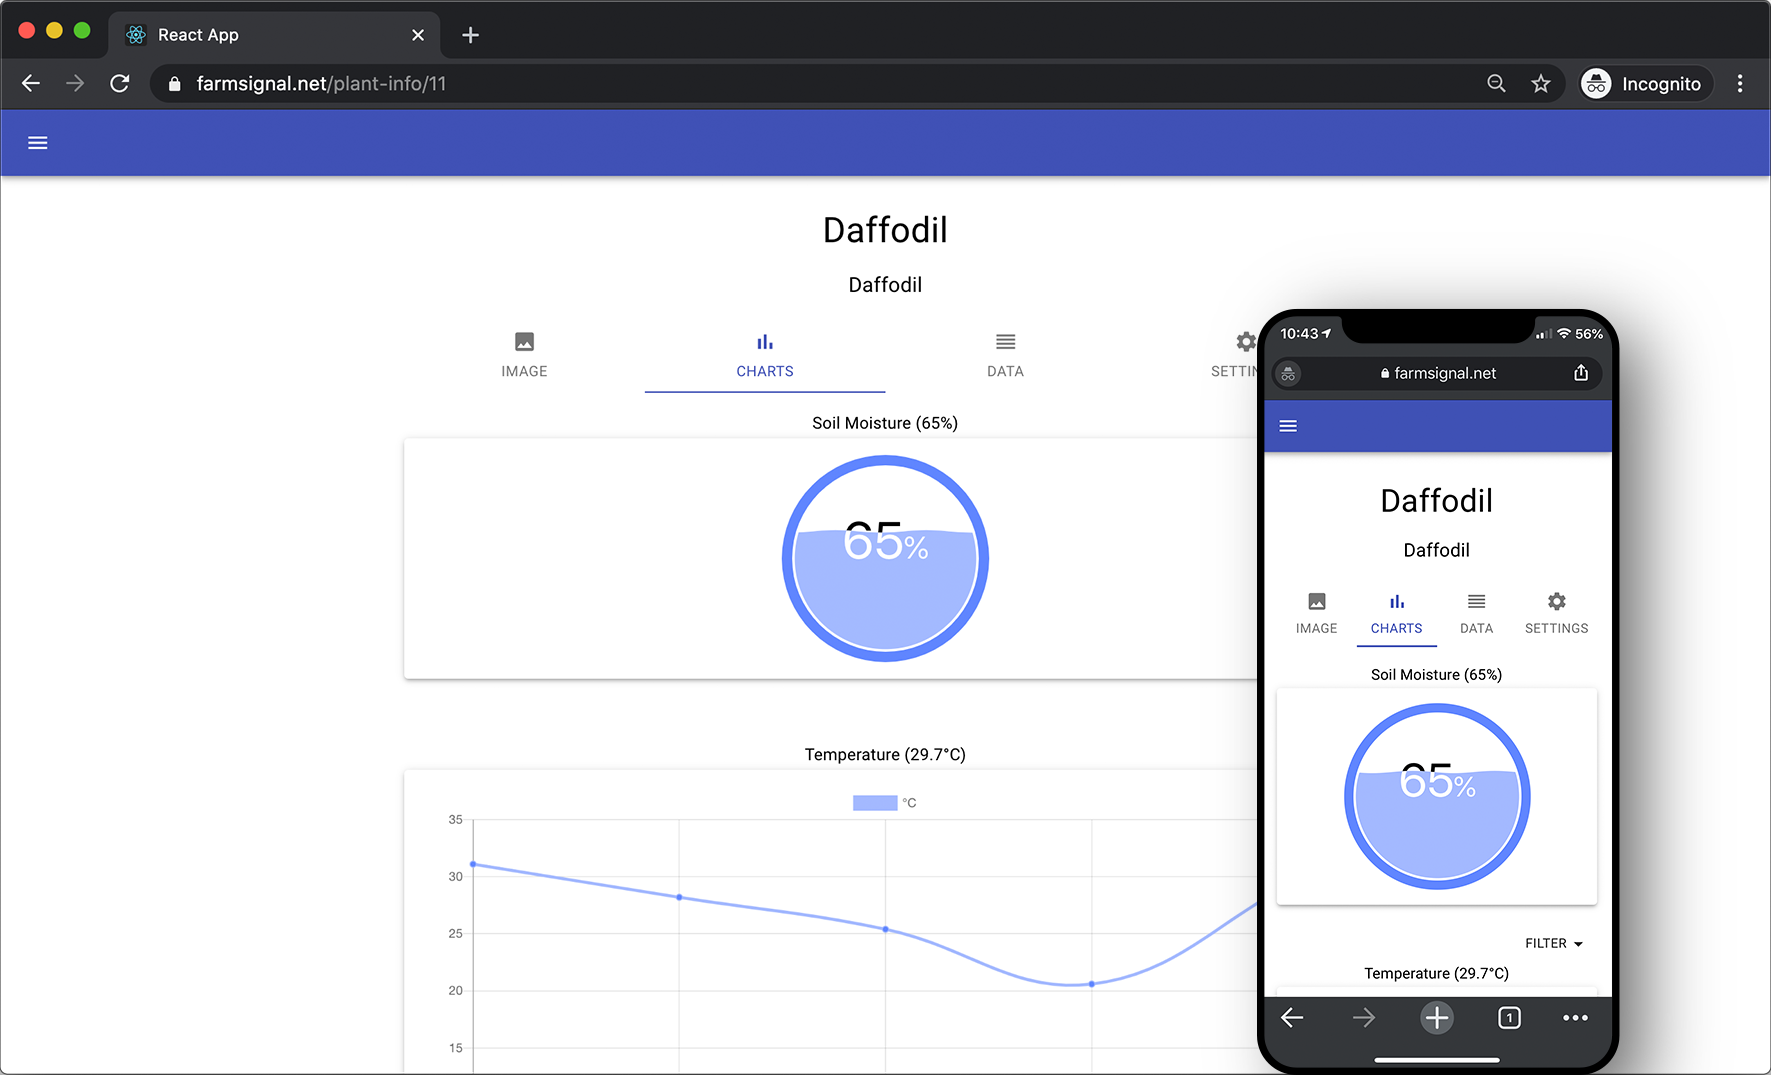 React App
farmsignal.net/plant-info/11
Incognito
Daffodil
Daffodil
IMAGE
CHARTS
DATA
SETTIN
Soil Moisture (65%)
65%
Temperature (29.7°C)
°C
35
30
25
20
15
10:43
56%
farmsignal.net
Daffodil
Daffodil
IMAGE
CHARTS
DATA
SETTINGS
Soil Moisture (65%)
65%
FILTER
Temperature (29.7°C)
1